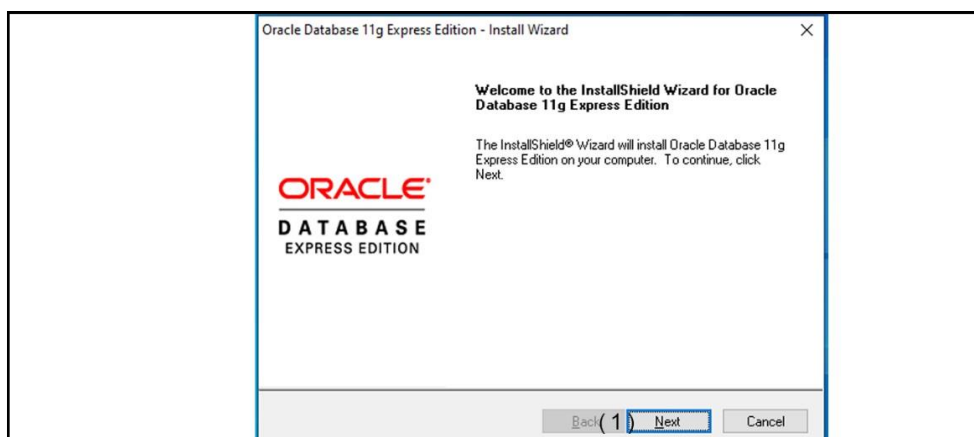 Oracle Database 11g Express Edition - Install Wizard
Welcome to the InstallShield Wizard for Oracle
Database 11g Express Edition
The InstallShield® Wizard will install Oracle Database 11g
Express Edition on your computer. To continue, click
Next.
ORACLE®
DATABASE
EXPRESS EDITION
Back ( 1 ) Next Cancel